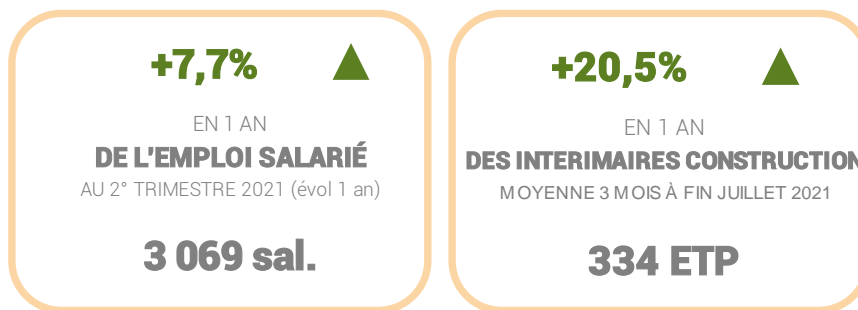 +7,7%
EN 1 AN
DE L'EMPLOI SALARIÉ
AU 2° TRIMESTRE 2021 (évol 1 an)
3 069 sal.
+20,5%
EN 1 AN
DES INTERIMAIRES CONSTRUCTION
MOYENNE 3 MOIS À FIN JUILLET 2021
334 ETP